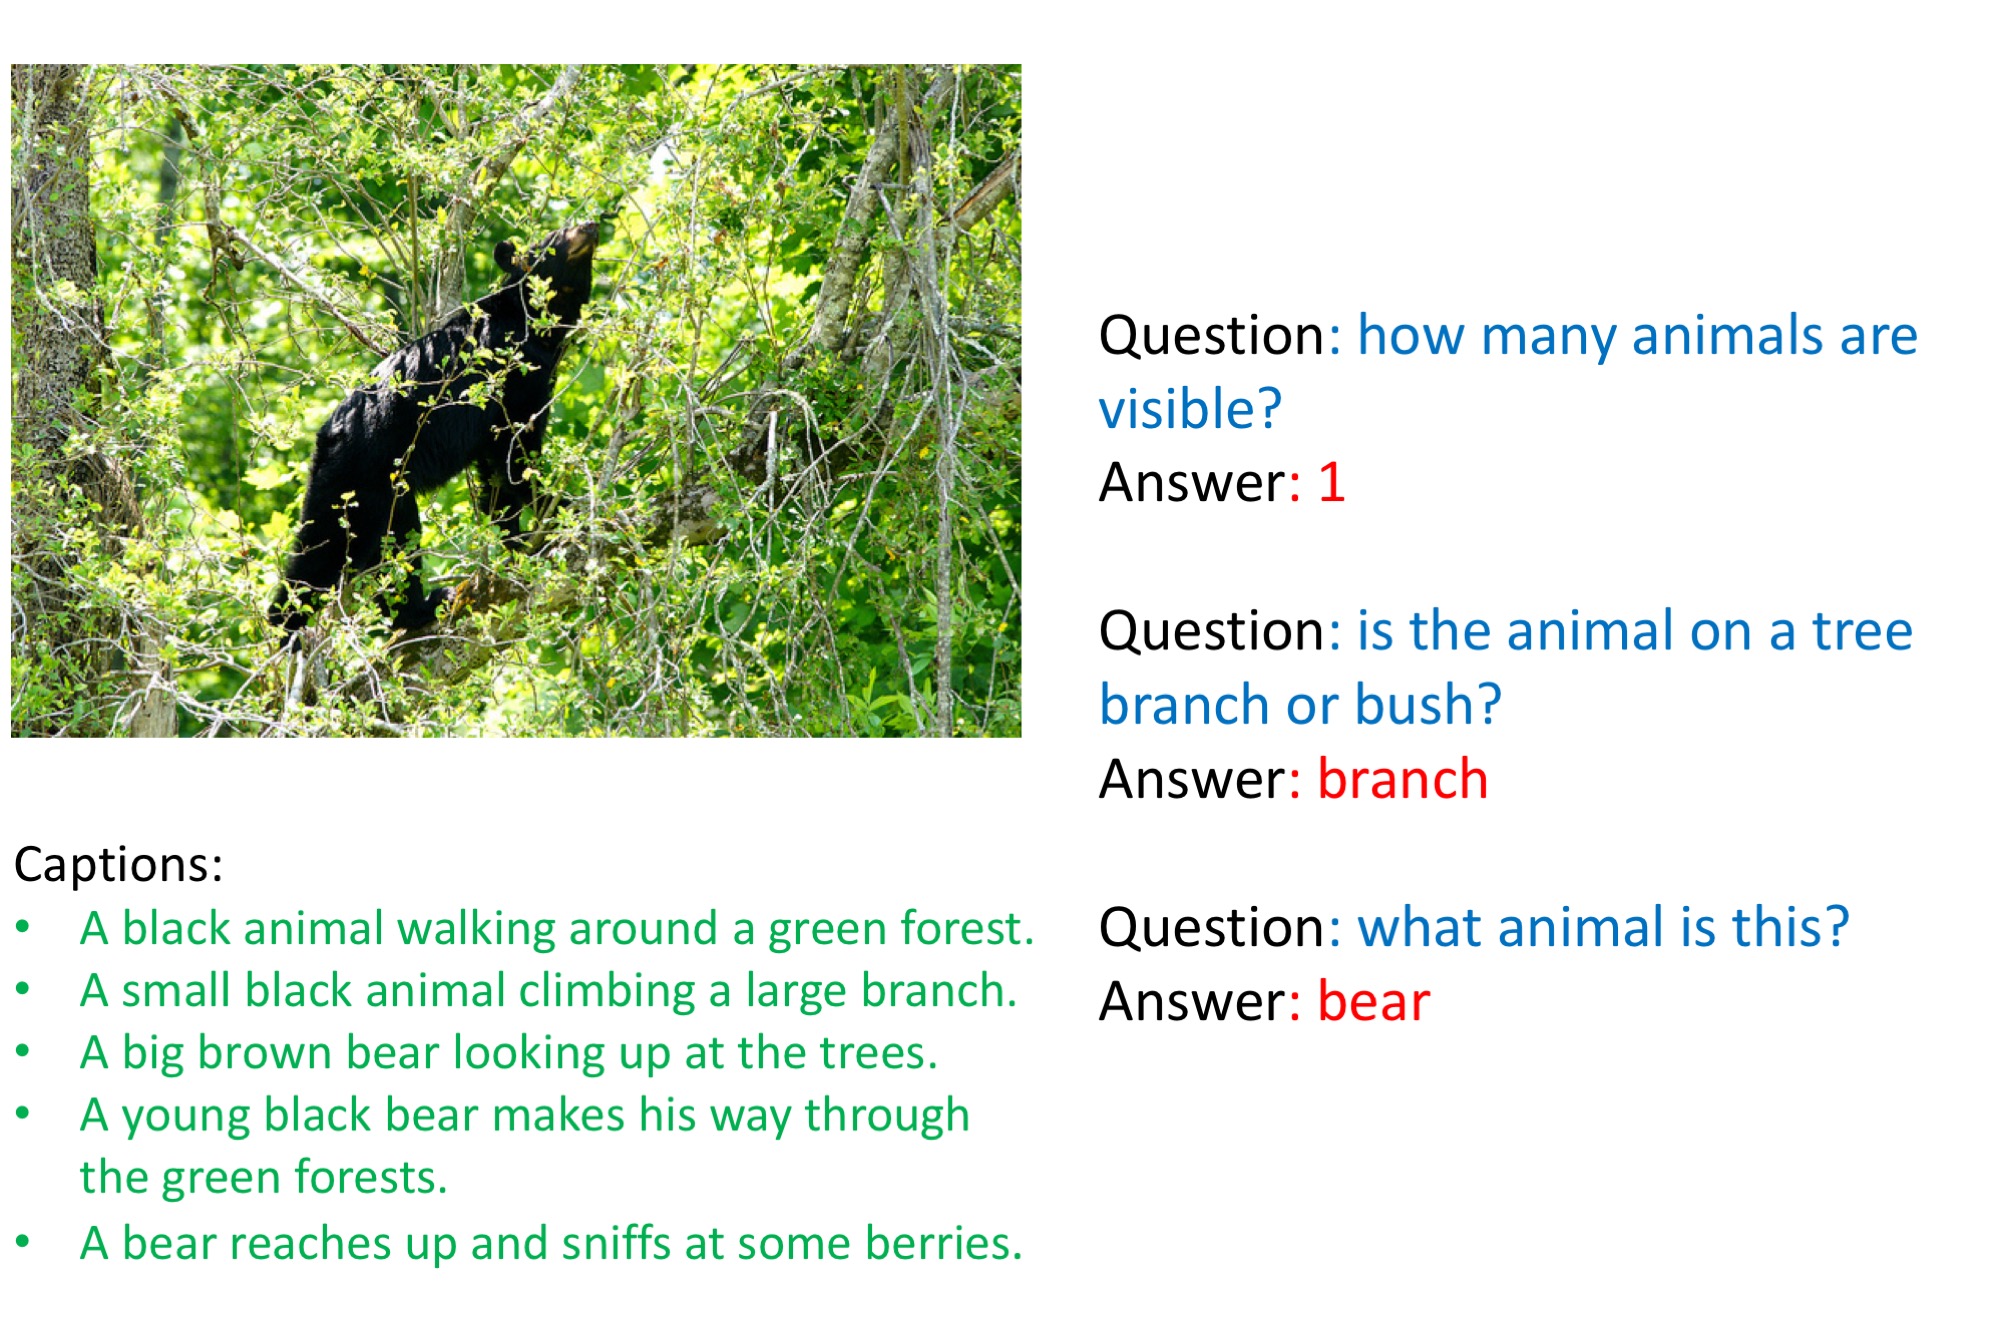 Captions:
• A black animal walking around a green forest.
• A small black animal climbing a large branch.
• A big brown bear looking up at the trees.
• A young black bear makes his way through
the green forests.
• A bear reaches up and sniffs at some berries.
Question: how many animals are
visible?
Answer: 1
Question: is the animal on a tree
branch or bush?
Answer: branch
Question: what animal is this?
Answer: bear